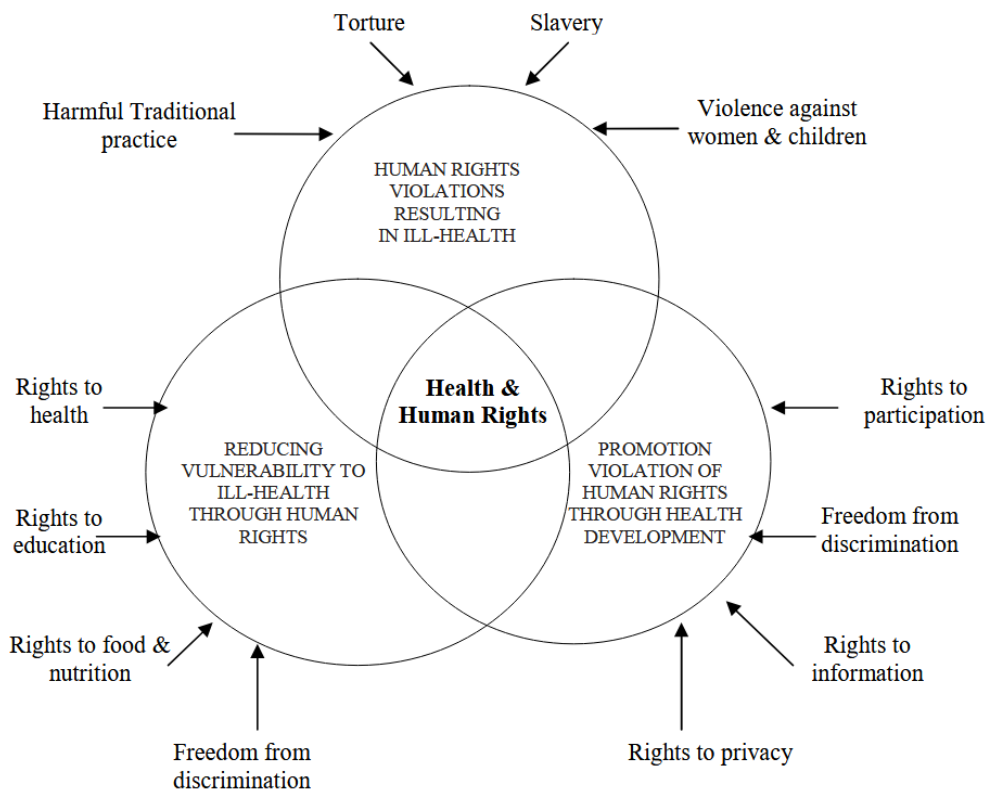 Torture
Slavery
Harmful Traditional
practice
Violence against
women & children
HUMAN RIGHTS
VIOLATIONS
RESULTING
IN ILL-HEALTH
Health &
Human Rights
Rights to
health
Rights to
participation
REDUCING
VULNERABILITY TO
ILL-HEALTH
THROUGH HUMAN
RIGHTS
PROMOTION
VIOLATION OF
HUMAN RIGHTS
THROUGH HEALTH
DEVELOPMENT
Rights to
education
Freedom from
discrimination
Rights to food &
nutrition
Rights to
information
Freedom from
discrimination
Rights to privacy